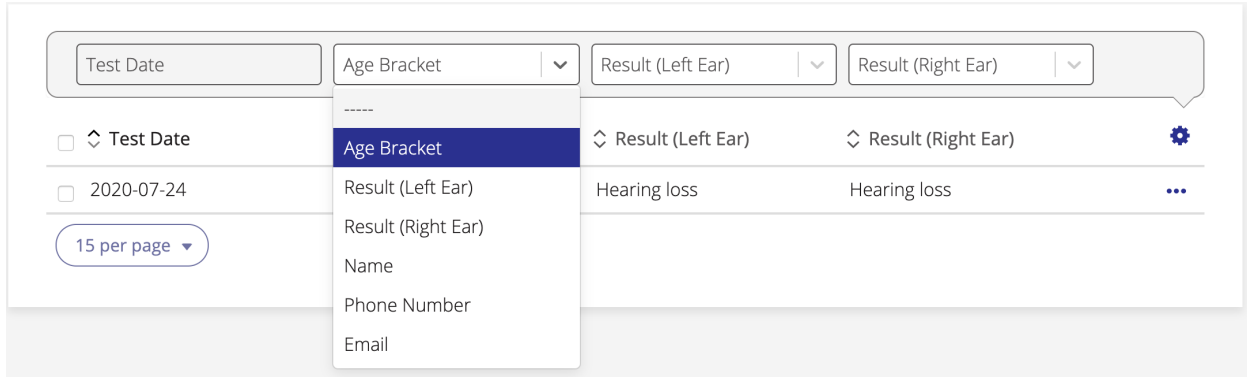 Test Date Age Bracket Result (Left Ear) Result (Right Ear)
-----
Test Date Age Bracket Result (Left Ear) Result (Right Ear)
Result (Left Ear)
2020-07-24 Hearing loss Hearing loss
Result (Right Ear)
15 per page
Name
Phone Number
Email